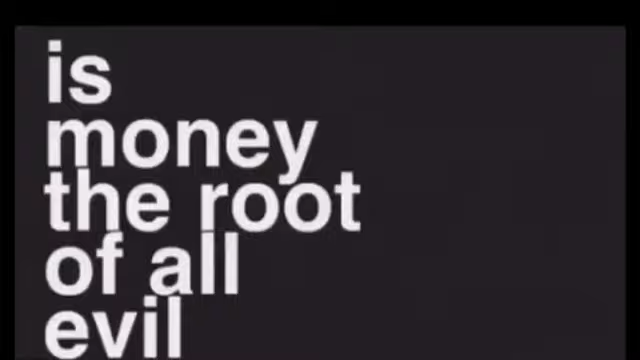 is
money
the root
of all
evil